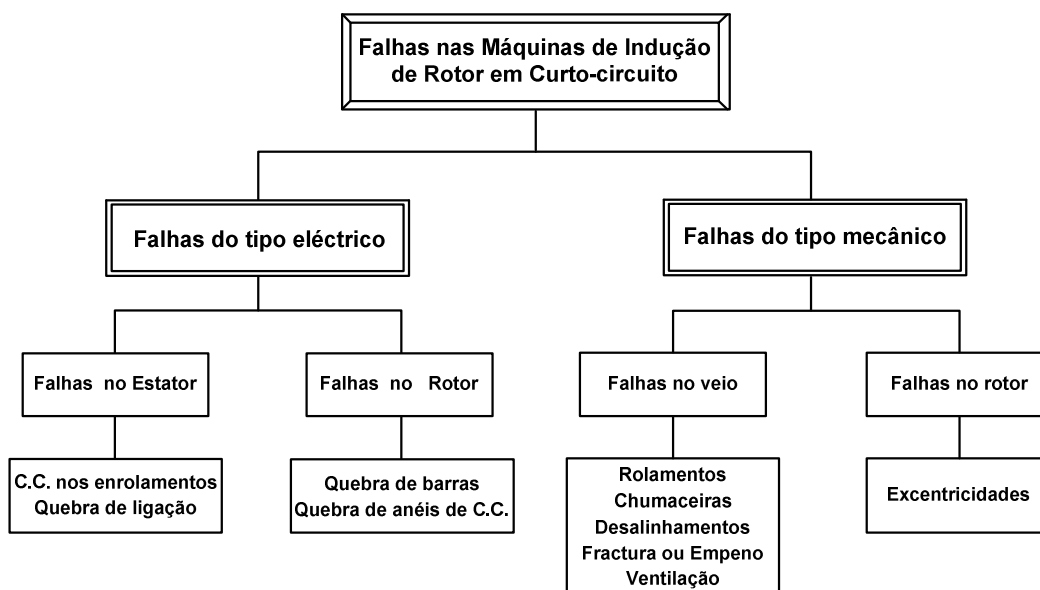 Falhas nas Máquinas de Indução
de Rotor em Curto-circuito
Falhas do tipo eléctrico
Falhas do tipo mecânico
Falhas no Estator
Falhas no Rotor
Falhas no veio
Falhas no rotor
C.C. nos enrolamentos
Quebra de ligação
Quebra de barras
Quebra de anéis de C.C.
Rolamentos
Chumaceiras
Desalinhamentos
Fractura ou Empeno
Ventilação
Excentricidades